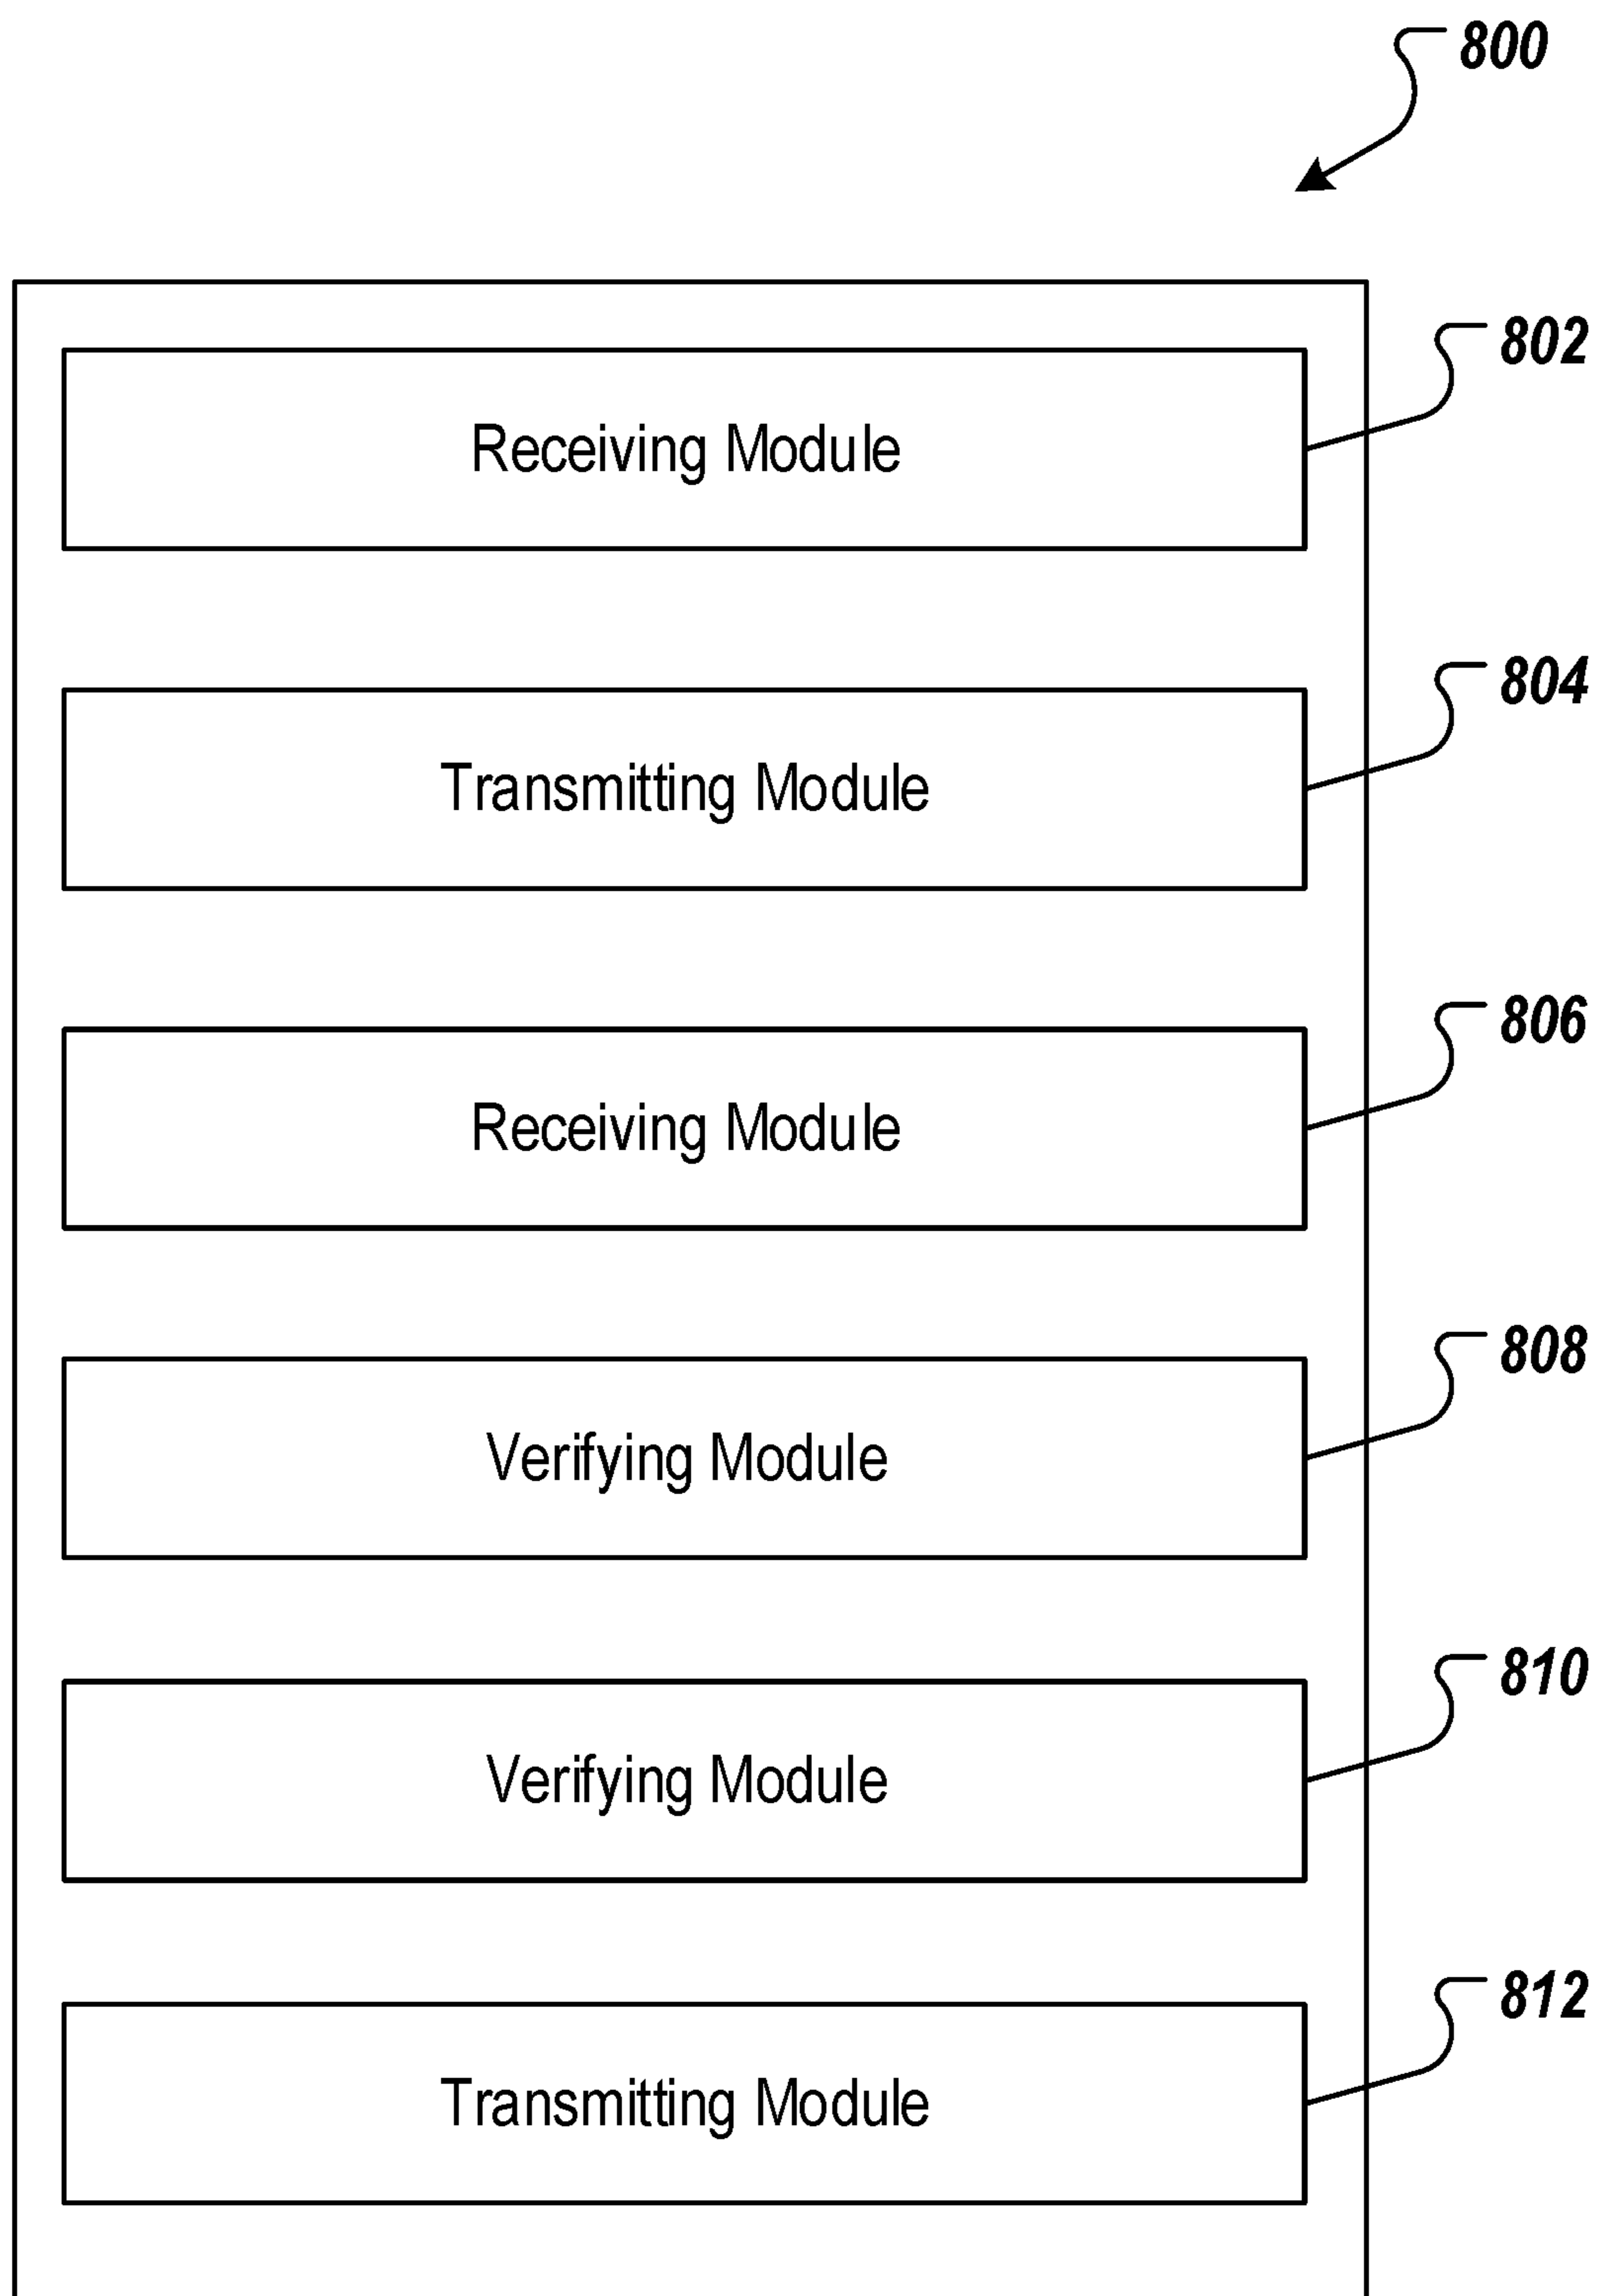 800
802
Receiving Module
804
Transmitting Module
806
Receiving Module
808
Verifying Module
810
Verifying Module
812
Transmitting Module